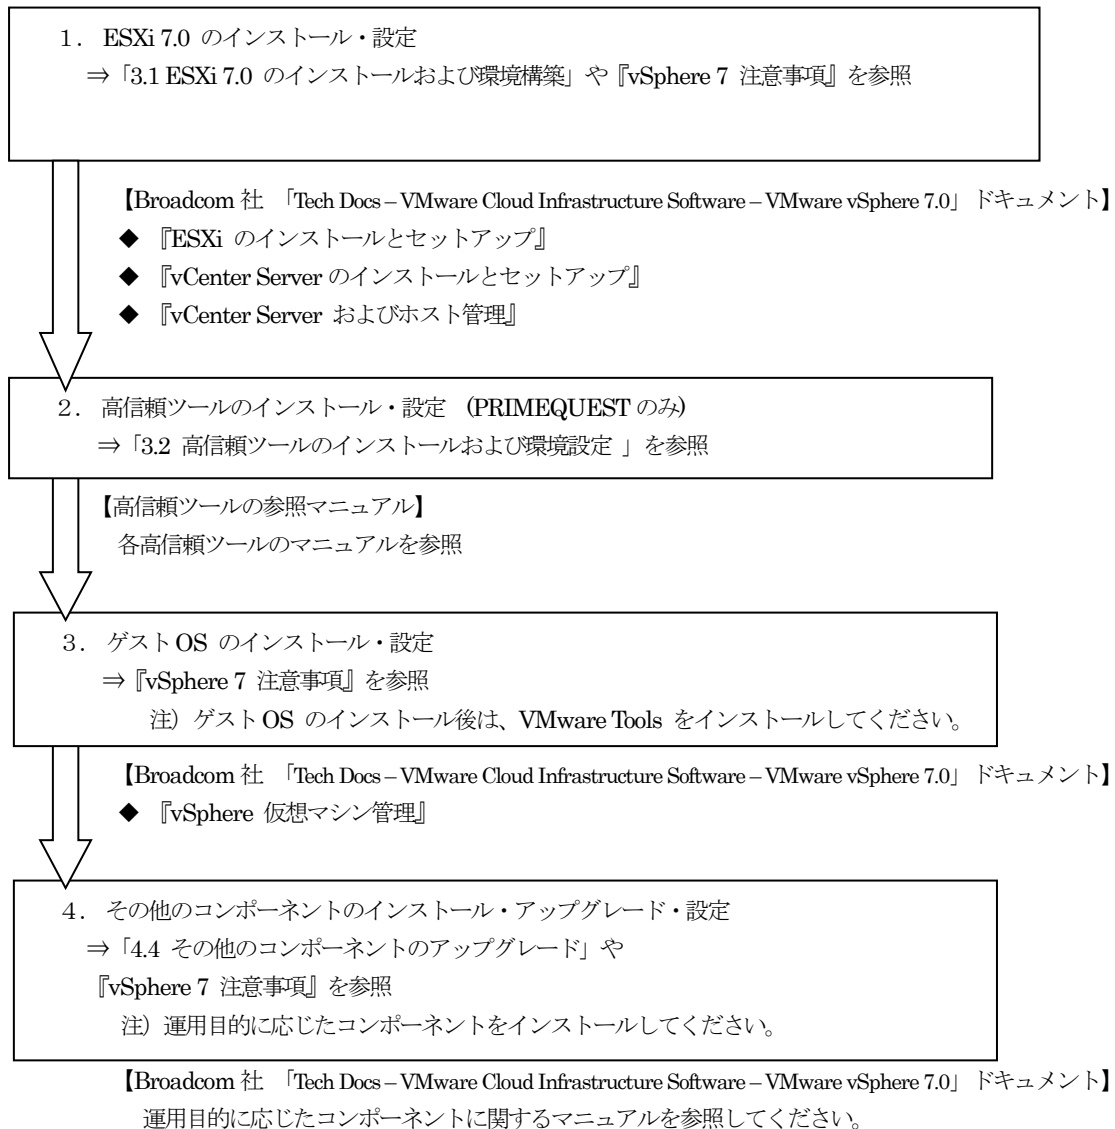 １． ESXi 7.0 のインストール・設定
⇒「3.1 ESXi 7.0 のインストールおよび環境構築」や『vSphere 7 注意事項』を参照
【Broadcom 社 「Tech Docs – VMware Cloud Infrastructure Software – VMware vSphere 7.0」ドキュメント】
◆ 『ESXi のインストールとセットアップ』
◆ 『vCenter Server のインストールとセットアップ』
◆ 『vCenter Server およびホスト管理』
２． 高信頼ツールのインストール・設定 (PRIMEQUEST のみ)
⇒「3.2 高信頼ツールのインストールおよび環境設定 」を参照
【高信頼ツールの参照マニュアル】
各高信頼ツールのマニュアルを参照
３． ゲスト OS のインストール・設定
⇒『vSphere 7 注意事項』を参照
注）ゲスト OS のインストール後は、VMware Tools をインストールしてください。
【Broadcom 社 「Tech Docs – VMware Cloud Infrastructure Software – VMware vSphere 7.0」ドキュメント】
◆ 『vSphere 仮想マシン管理』
４． その他のコンポーネントのインストール・アップグレード・設定
⇒「4.4 その他のコンポーネントのアップグレード」や
『vSphere 7 注意事項』を参照
注）運用目的に応じたコンポーネントをインストールしてください。
【Broadcom 社 「Tech Docs – VMware Cloud Infrastructure Software – VMware vSphere 7.0」ドキュメント】
運用目的に応じたコンポーネントに関するマニュアルを参照してください。